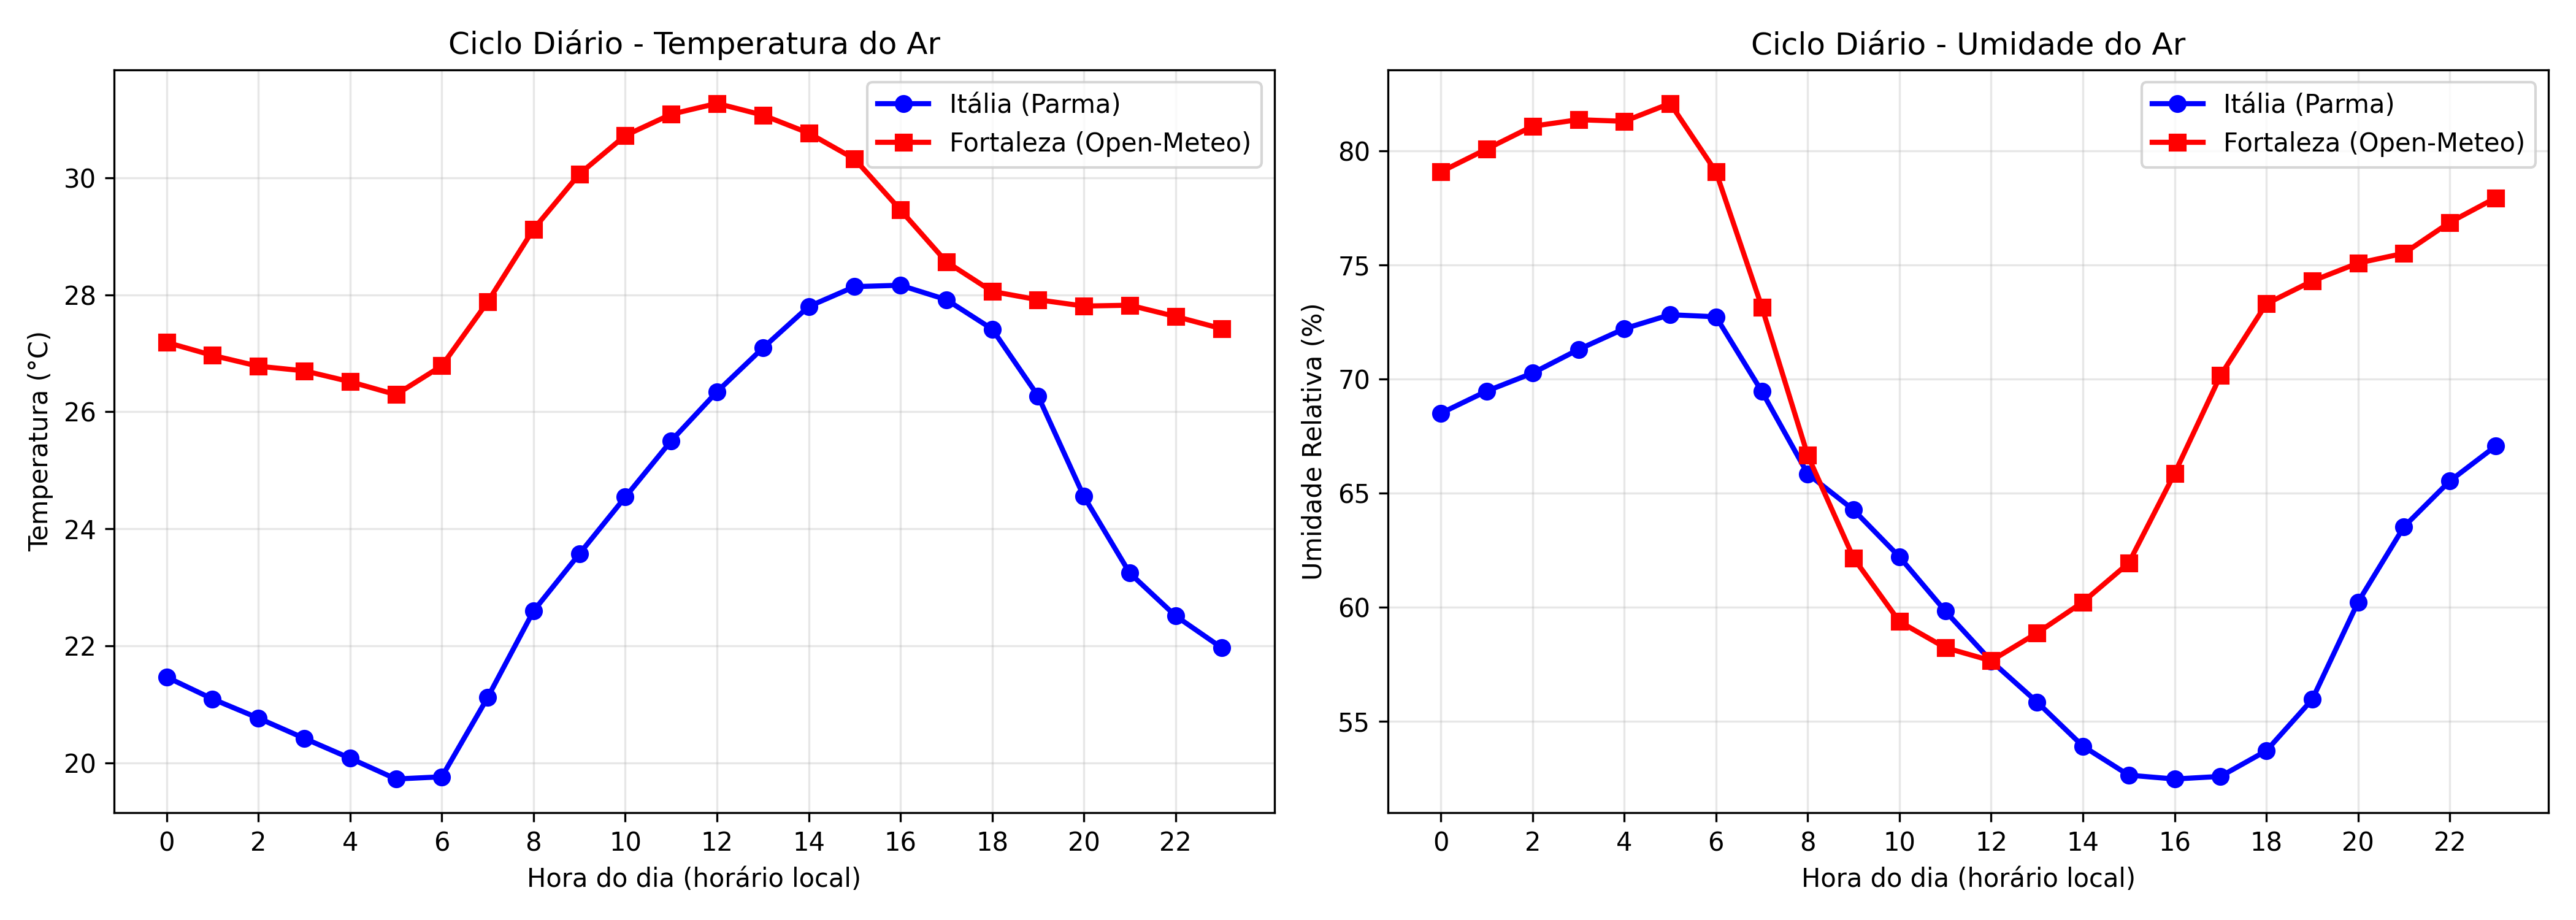 Ciclo Diário - Temperatura do Ar
Itália (Parma)
Fortaleza (Open-Meteo)
Temperatura (°C)
30
28
26
24
22
20
0 2 4 6 8 10 12 14 16 18 20 22
Hora do dia (horário local)
Ciclo Diário - Umidade do Ar
Itália (Parma)
Fortaleza (Open-Meteo)
Umidade Relativa (%)
80
75
70
65
60
55
0 2 4 6 8 10 12 14 16 18 20 22
Hora do dia (horário local)